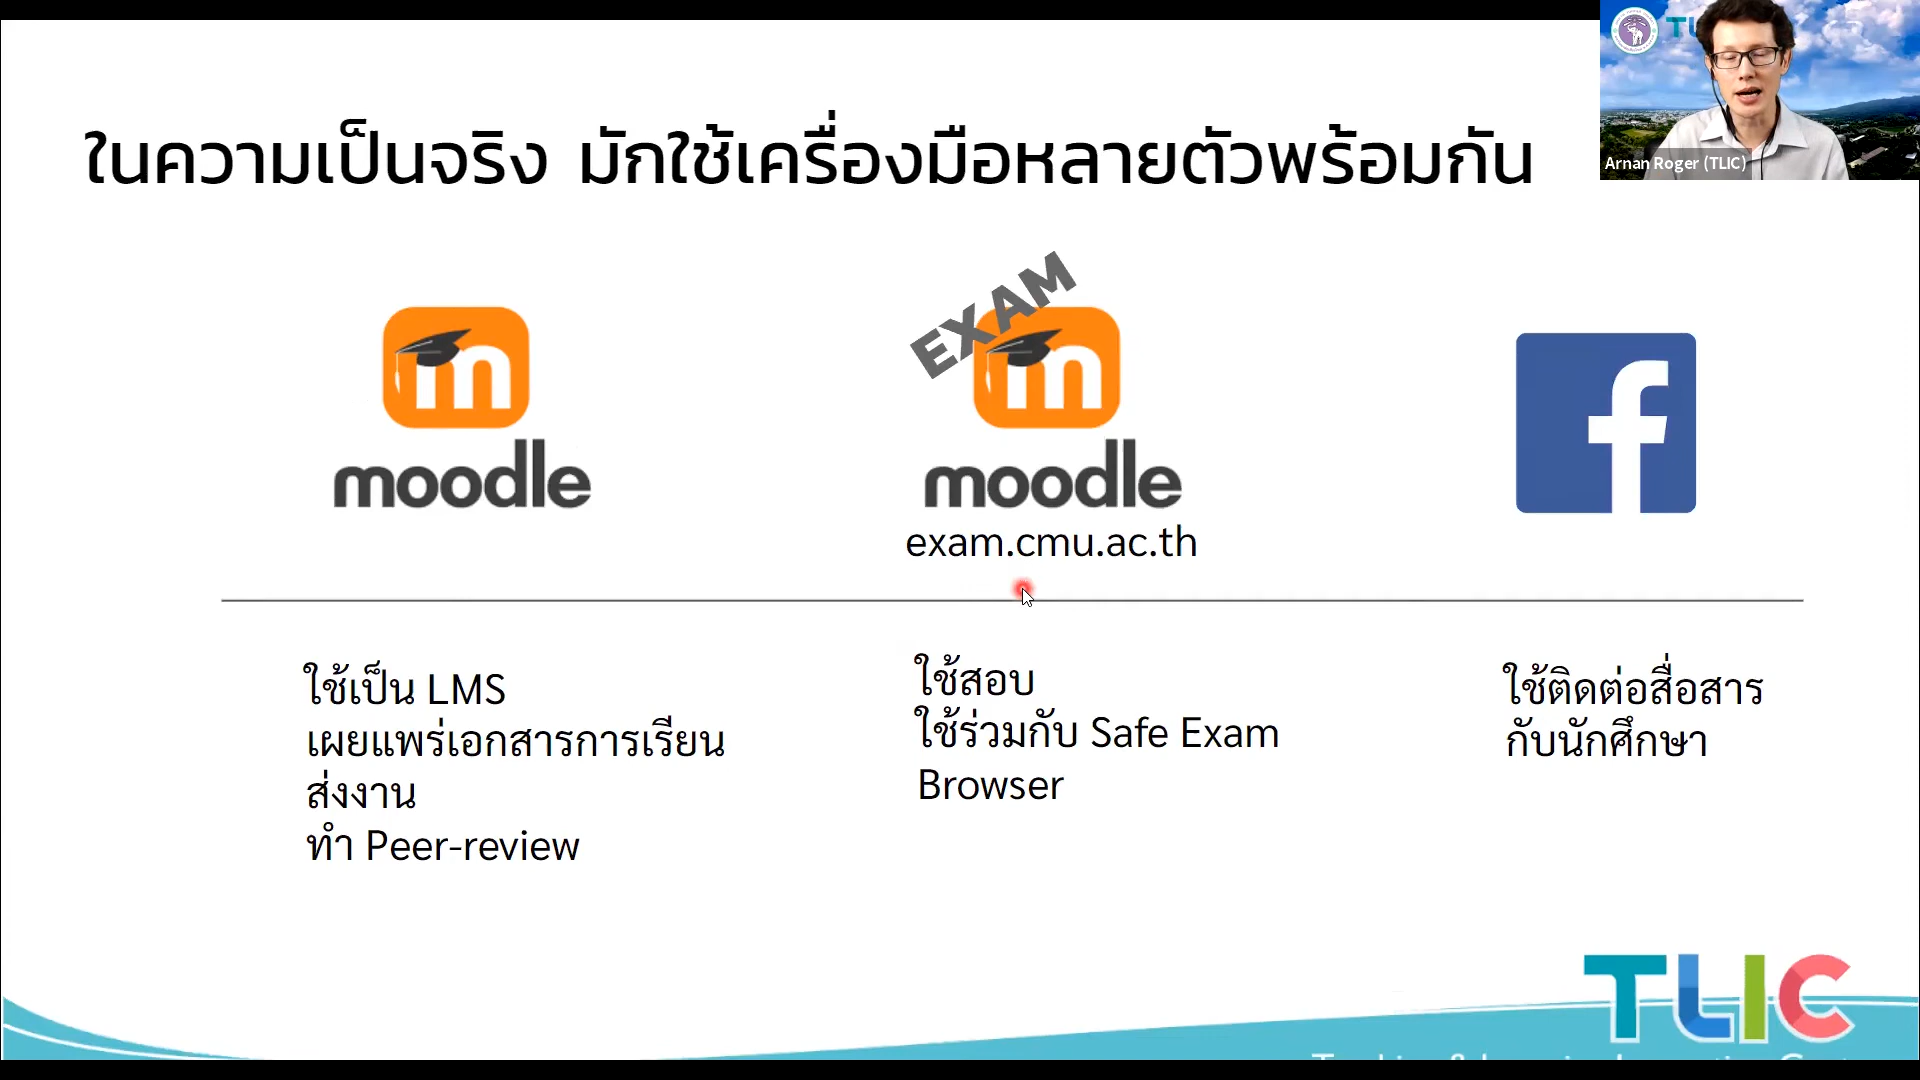 ในความเป็นจริง มักใช้เครื่องมือหลายตัวพร้อมกัน
Arnan Roger (TLIC)
moodle
EXAM
moodle
exam.cmu.ac.th
ใช้เป็น LMS
เผยแพร่เอกสารการเรียน
ส่งงาน
ทำ Peer-review
ใช้สอบ
ใช้ร่วมกับ Safe Exam
Browser
ใช้ติดต่อสื่อสาร
กับนักศึกษา
TLIC